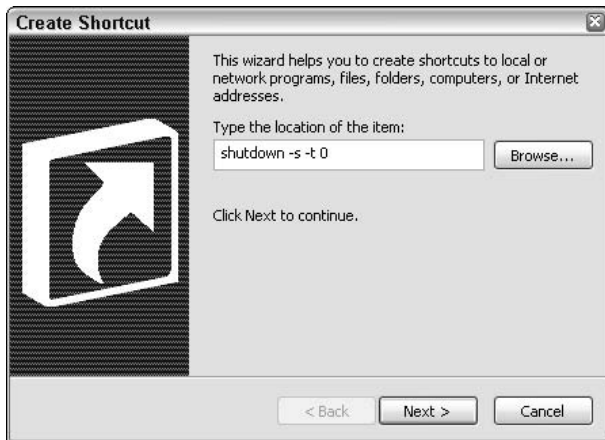 Create Shortcut
This wizard helps you to create shortcuts to local or
network programs, files, folders, computers, or Internet
addresses.
Type the location of the item:
shutdown -s -t 0
Browse...
Click Next to continue.
< Back
Next >
Cancel